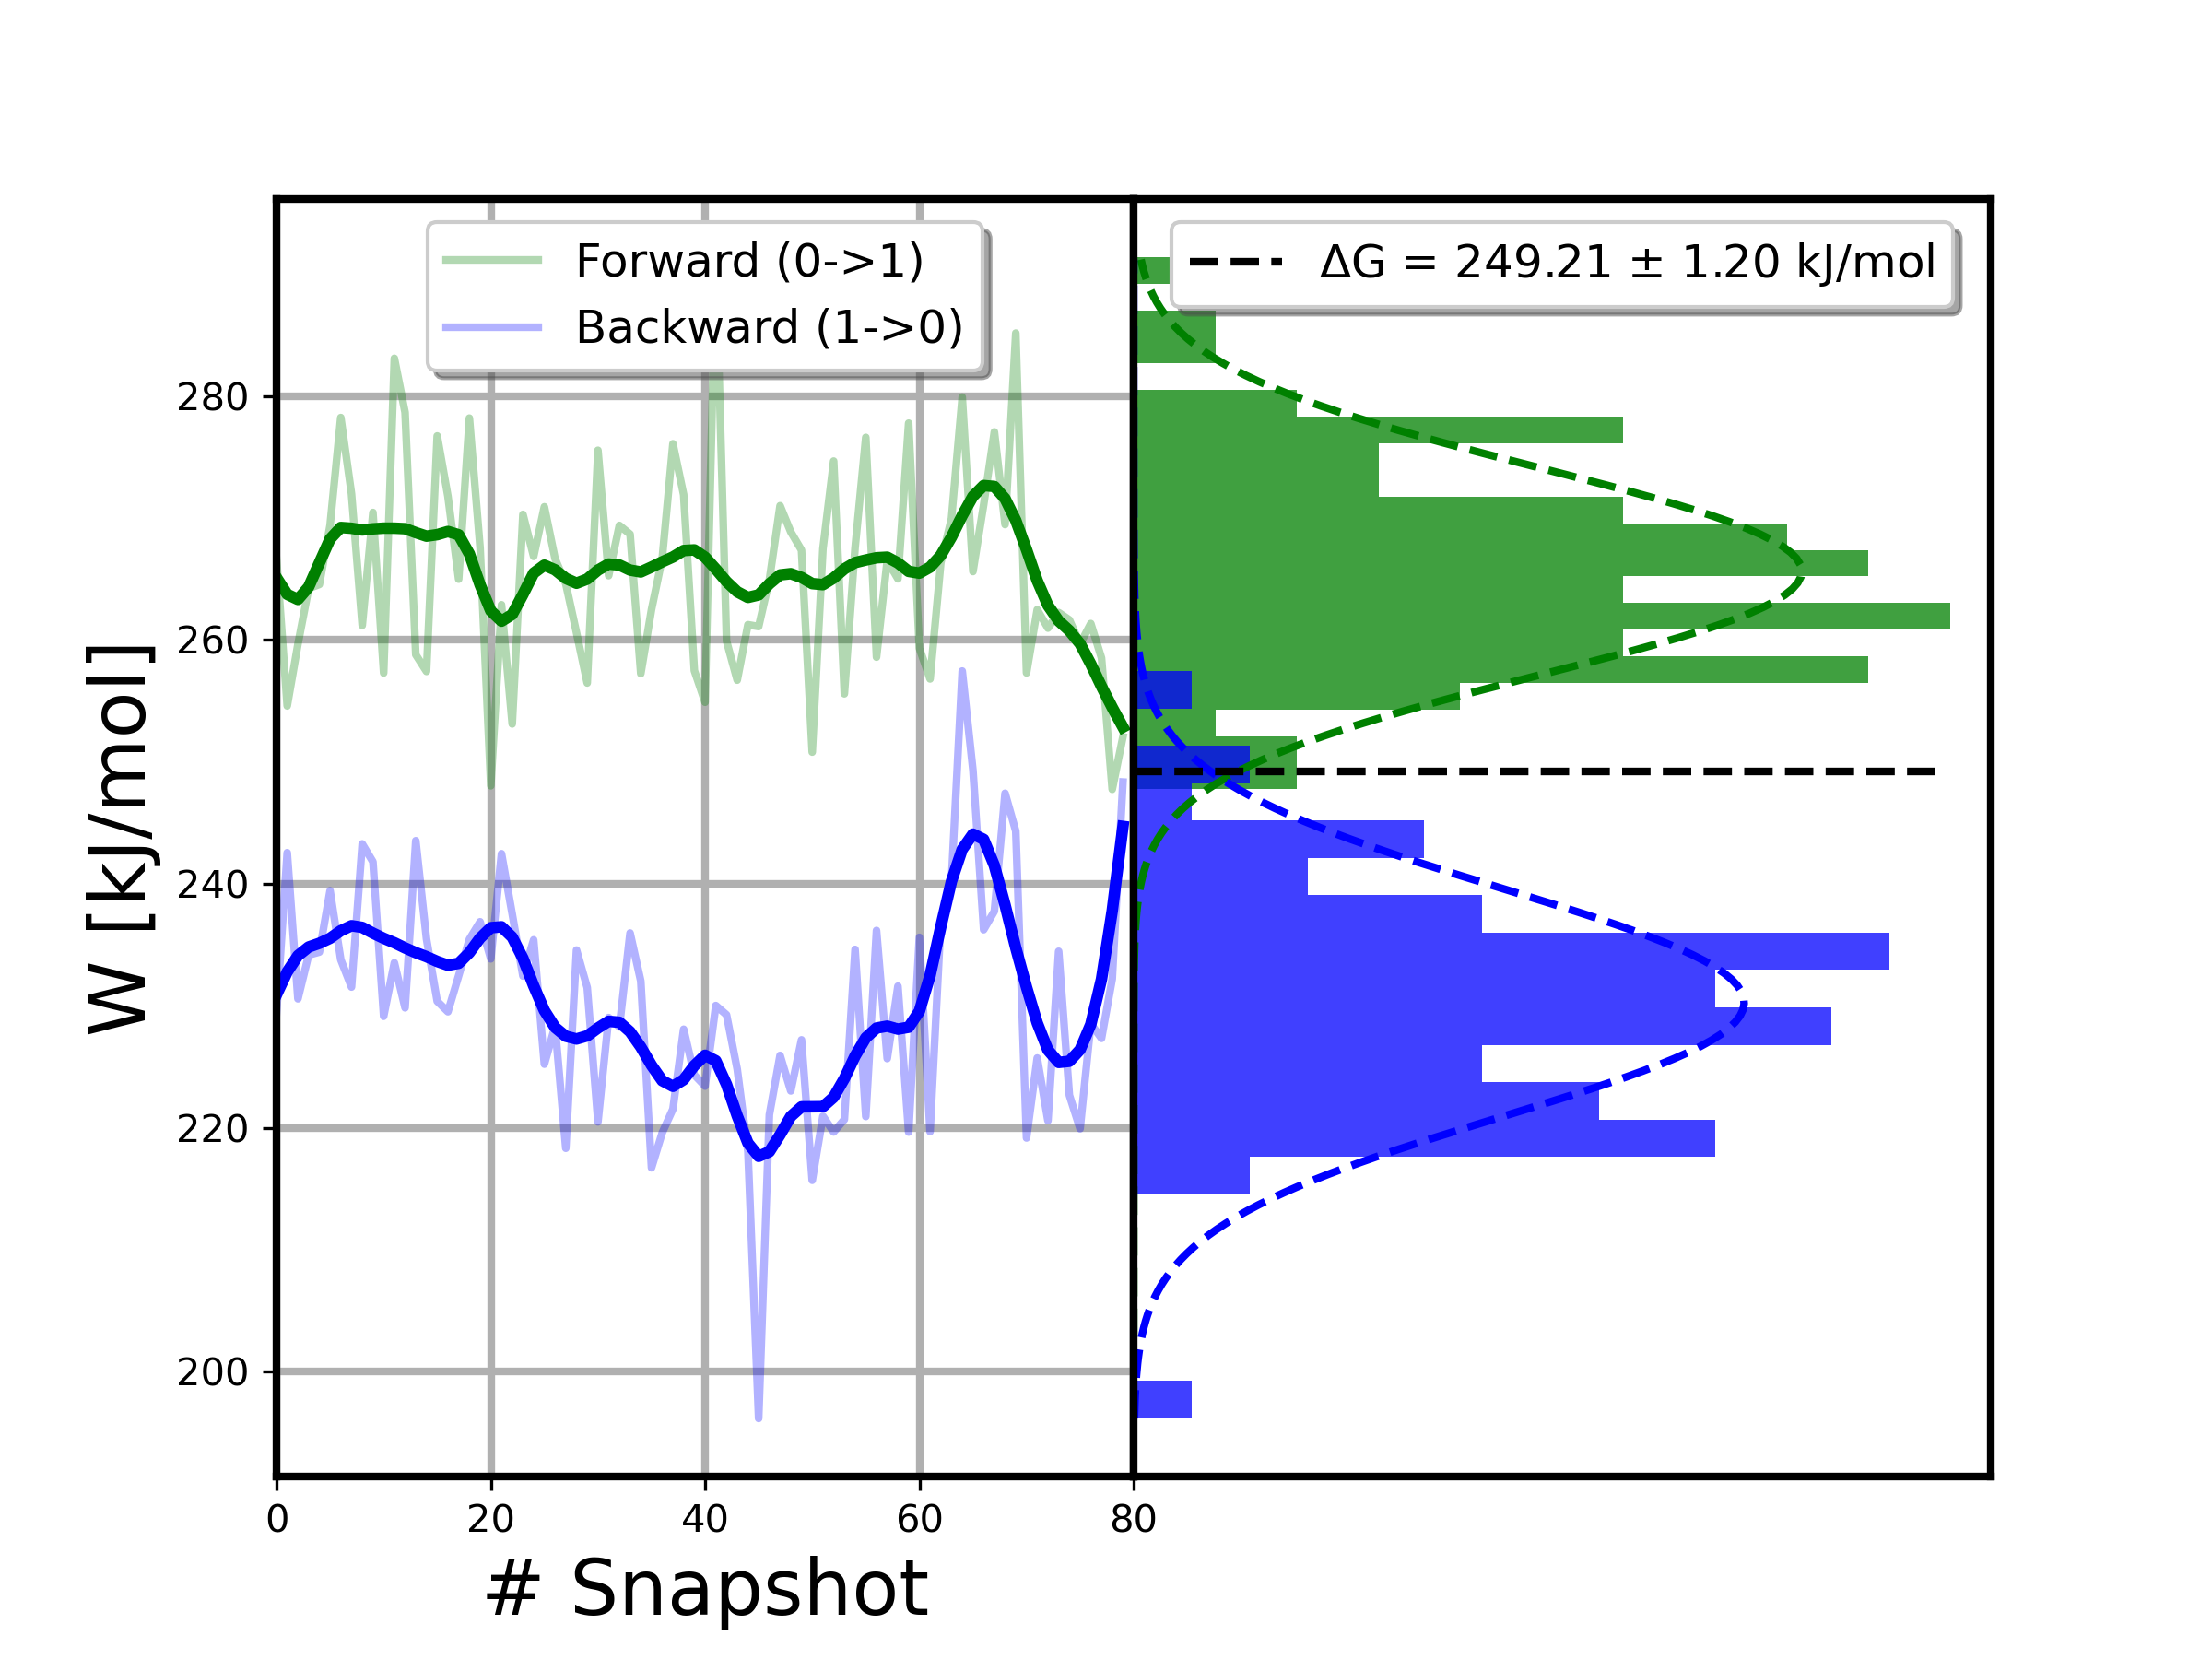 Forward (0->1)
Backward (1->0)
ΔG = 249.21 ± 1.20 kJ/mol
W [kJ/mol]
280
260
240
220
200
0 20 40 60 80
# Snapshot